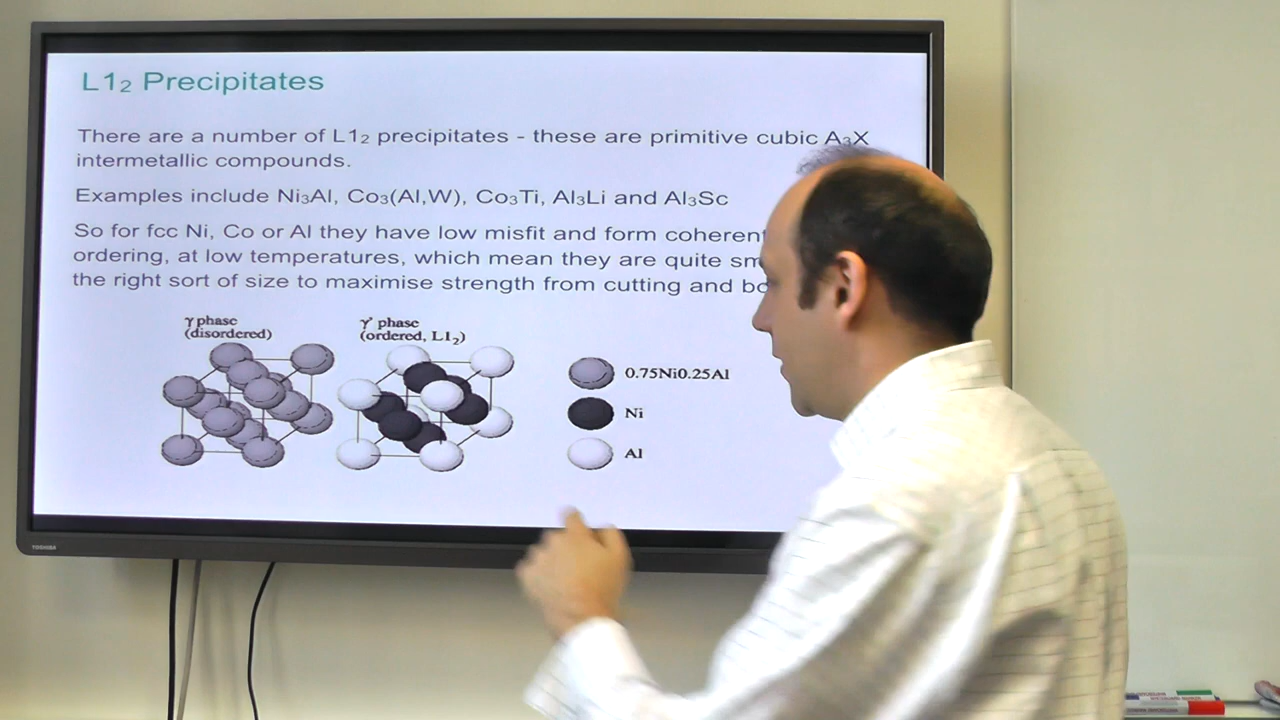 L1₂ Precipitates
There are a number of L1₂ precipitates - these are primitive cubic A₃X
intermetallic compounds.
Examples include Ni₃Al, Co₃(Al,W), Co₃Ti, Al₃Li and Al₃Sc
So for fcc Ni, Co or Al they have low misfit and form coheren
ordering, at low temperatures, which mean they are quite sm
the right sort of size to maximise strength from cutting and bo
γ phase
(disordered)
γ' phase
(ordered, L1₂)
0.75Ni0.25Al
Ni
Al
TOSHIBA